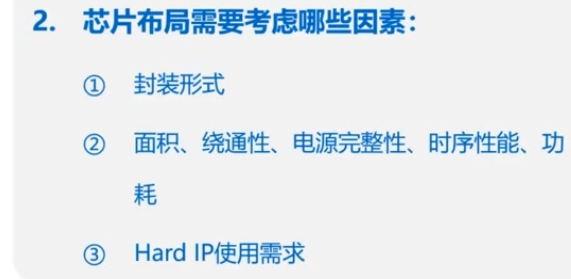 2. 芯片布局需要考虑哪些因素：
① 封装形式
② 面积、绕通性、电源完整性、时序性能、功
耗
③ Hard IP使用需求